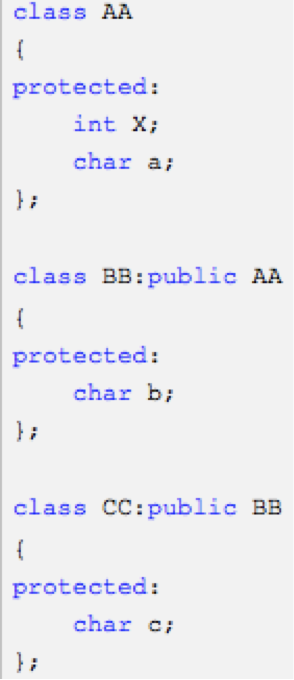 class AA
{
protected:
    int X;
    char a;
};

class BB:public AA
{
protected:
    char b;
};

class CC:public BB
{
protected:
    char c;
};